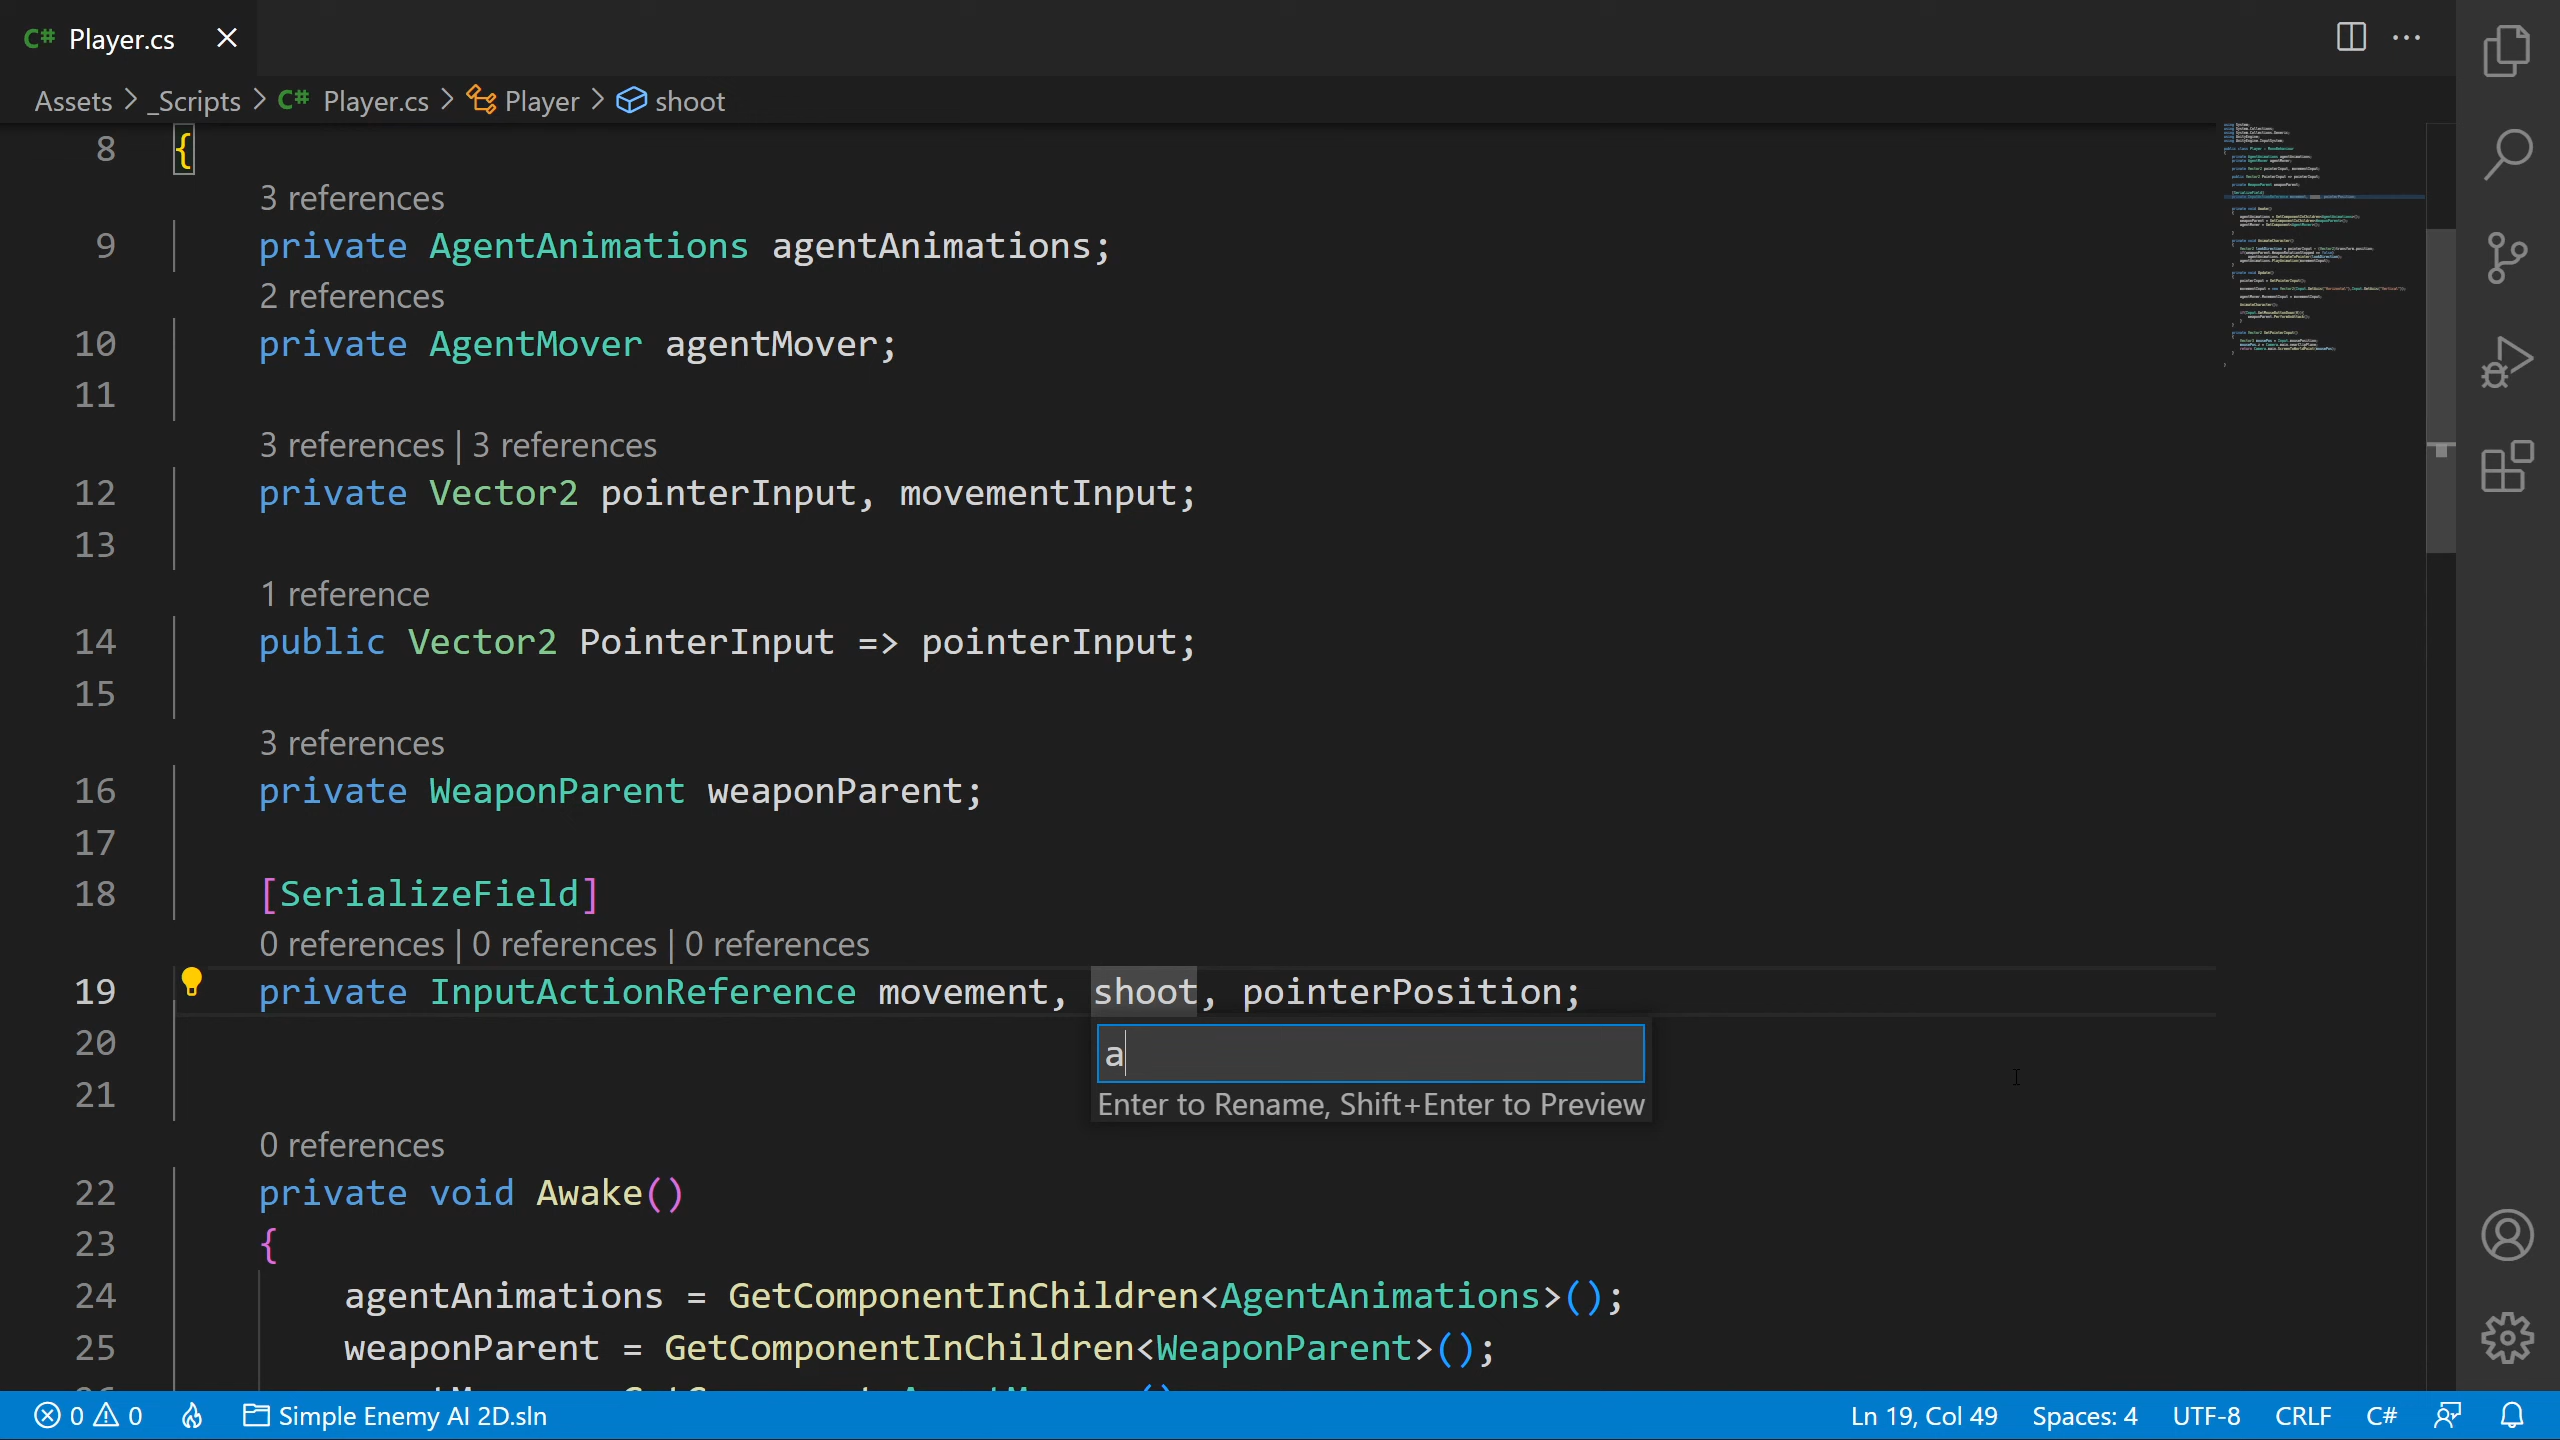 C# Player.cs
Assets > _Scripts > C# Player.cs > Player > shoot
8 {
3 references
9 private AgentAnimations agentAnimations;
2 references
10 private AgentMover agentMover;
11
3 references | 3 references
12 private Vector2 pointerInput, movementInput;
13
1 reference
14 public Vector2 PointerInput => pointerInput;
15
3 references
16 private WeaponParent weaponParent;
17
18 [SerializeField]
0 references | 0 references | 0 references
19 private InputActionReference movement, shoot, pointerPosition;
a
20
Enter to Rename, Shift+Enter to Preview
21
0 references
22 private void Awake()
23 {
24 agentAnimations = GetComponentInChildren<AgentAnimations>();
25 weaponParent = GetComponentInChildren<WeaponParent>();
0 0 Simple Enemy AI 2D.sln Ln 19, Col 49 Spaces: 4 UTF-8 CRLF C#